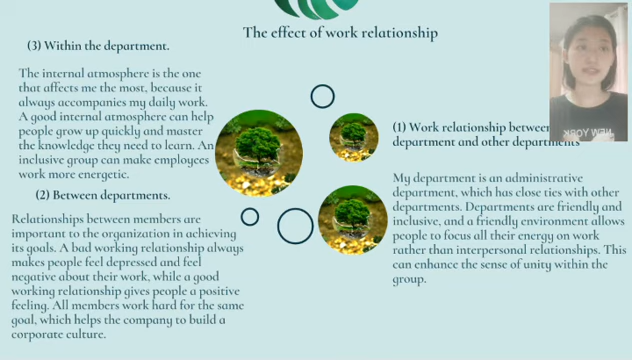 The effect of work relationship
(3) Within the department.
The internal atmosphere is the one
that affects me the most, because it
always accompanies my daily work.
A good internal atmosphere can help
people grow up quickly and master
the knowledge they need to learn. An
inclusive group can make employees
work more energetic.
(2) Between departments.
Relationships between members are
important to the organization in achieving
its goals. A bad working relationship always
makes people feel depressed and feel
negative about their work, while a good
working relationship gives people a positive
feeling. All members work hard for the same
goal, which helps the company to build a
corporate culture.
(1) Work relationship between
department and other departments
My department is an administrative
department, which has close ties with other
departments. Departments are friendly and
inclusive, and a friendly environment allows
people to focus all their energy on work
rather than interpersonal relationships. This
can enhance the sense of unity within the
group.
NEW YORK